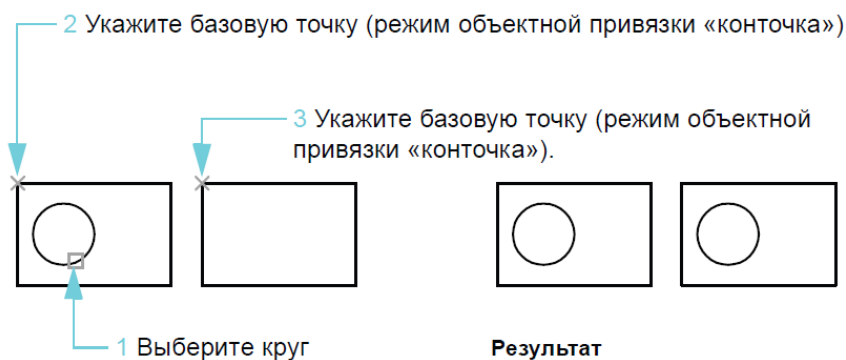 2 Укажите базовую точку (режим объектной привязки «конточка»)
3 Укажите базовую точку (режим объектной
привязки «конточка»).
1 Выберите круг
Результат